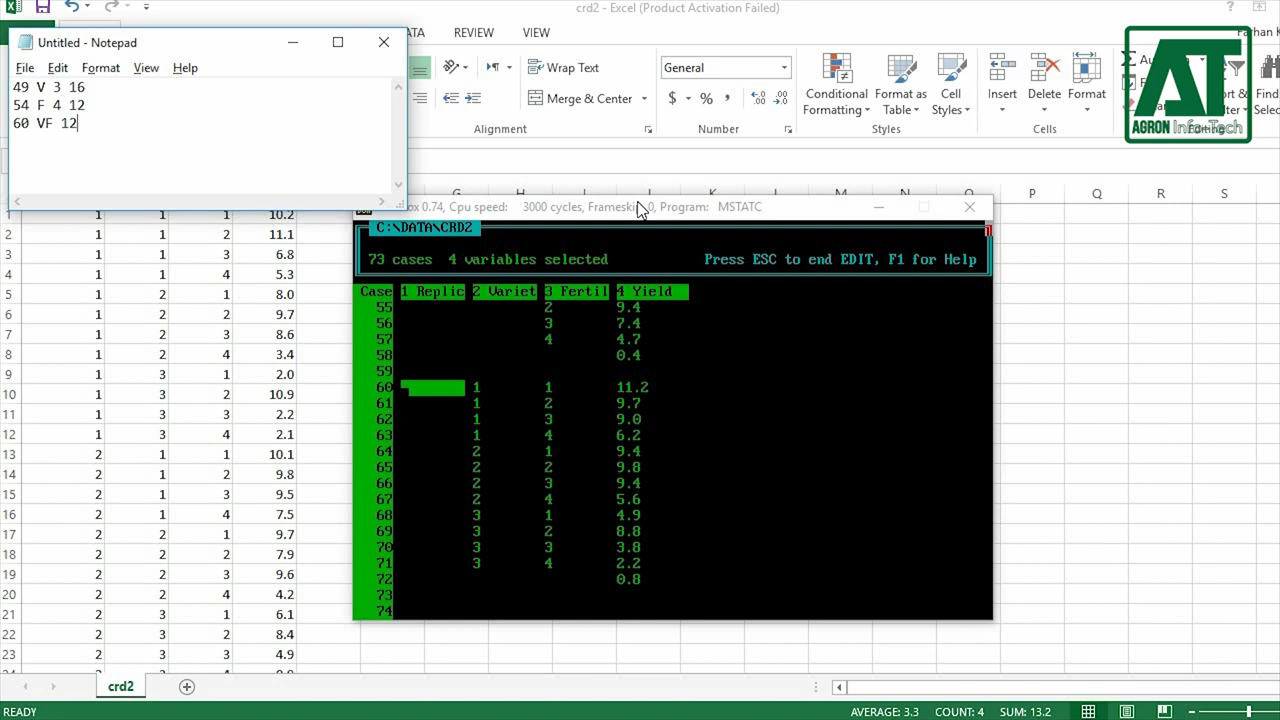 crd2 - Excel (Product Activation Failed)
Untitled - Notepad
File Edit Format View Help
49 V 3 16
54 F 4 12
60 VF 12
REVIEW VIEW
Wrap Text
Merge & Center
Alignment
General
$ % ,
Number
Conditional Formatting
Format as Table
Cell Styles
Styles
Insert Delete Format
Cells
AT
AGRON Info-Tech
G H I J K L M N O
0.74, Cpu speed: 3000 cycles, Frameskip 0, Program: MSTATC
C:\DATA\CRD2
73 cases 4 variables selected Press ESC to end EDIT, F1 for Help
Case 1 Replic 2 Variet 3 Fertil 4 Yield
55 2 9.4
56 3 7.4
57 4 4.7
58 0.4
59
60 1 1 11.2
61 1 2 9.7
62 1 3 9.0
63 1 4 6.2
64 2 1 9.4
65 2 2 9.8
66 2 3 9.4
67 2 4 5.6
68 3 1 4.9
69 3 2 8.8
70 3 3 3.8
71 3 4 2.2
72 0.8
73
74
1 1 1 1 10.2
2 1 1 2 11.1
3 1 1 3 6.8
4 1 1 4 5.3
5 1 2 1 8.0
6 1 2 2 9.7
7 1 2 3 8.6
8 1 2 4 3.4
9 1 3 1 2.0
10 1 3 2 10.9
11 1 3 3 2.2
12 1 3 4 2.1
13 2 1 1 10.1
14 2 1 2 9.8
15 2 1 3 9.5
16 2 1 4 7.5
17 2 2 1 9.7
18 2 2 2 7.9
19 2 2 3 9.6
20 2 2 4 4.2
21 2 3 1 6.1
22 2 3 2 8.4
23 2 3 3 4.9
crd2
READY
AVERAGE: 3.3 COUNT: 4 SUM: 13.2